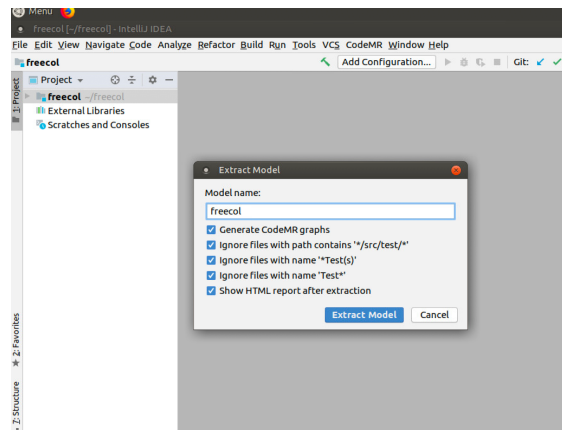 Menu
freecol [~/freecol] - IntelliJ IDEA
File Edit View Navigate Code Analyze Refactor Build Run Tools VCS CodeMR Window Help
freecol
Add Configuration...
Git:
Project
1: Project
freecol ~/freecol
External Libraries
Scratches and Consoles
Extract Model
Model name:
freecol
Generate CodeMR graphs
Ignore files with path contains '*/src/test/*'
Ignore files with name '*Test(s)'
Ignore files with name 'Test*'
Show HTML report after extraction
Extract Model Cancel
2: Favorites
7: Structure